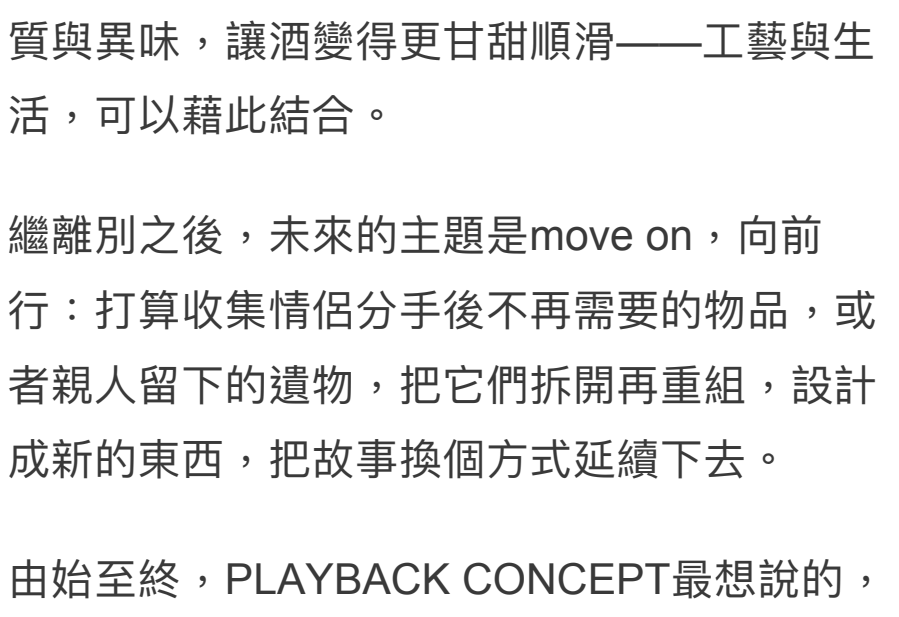 質與異味，讓酒變得更甘甜順滑——工藝與生
活，可以藉此結合。
繼離別之後，未來的主題是move on，向前
行：打算收集情侶分手後不再需要的物品，或
者親人留下的遺物，把它們拆開再重組，設計
成新的東西，把故事換個方式延續下去。
由始至終，PLAYBACK CONCEPT最想說的，